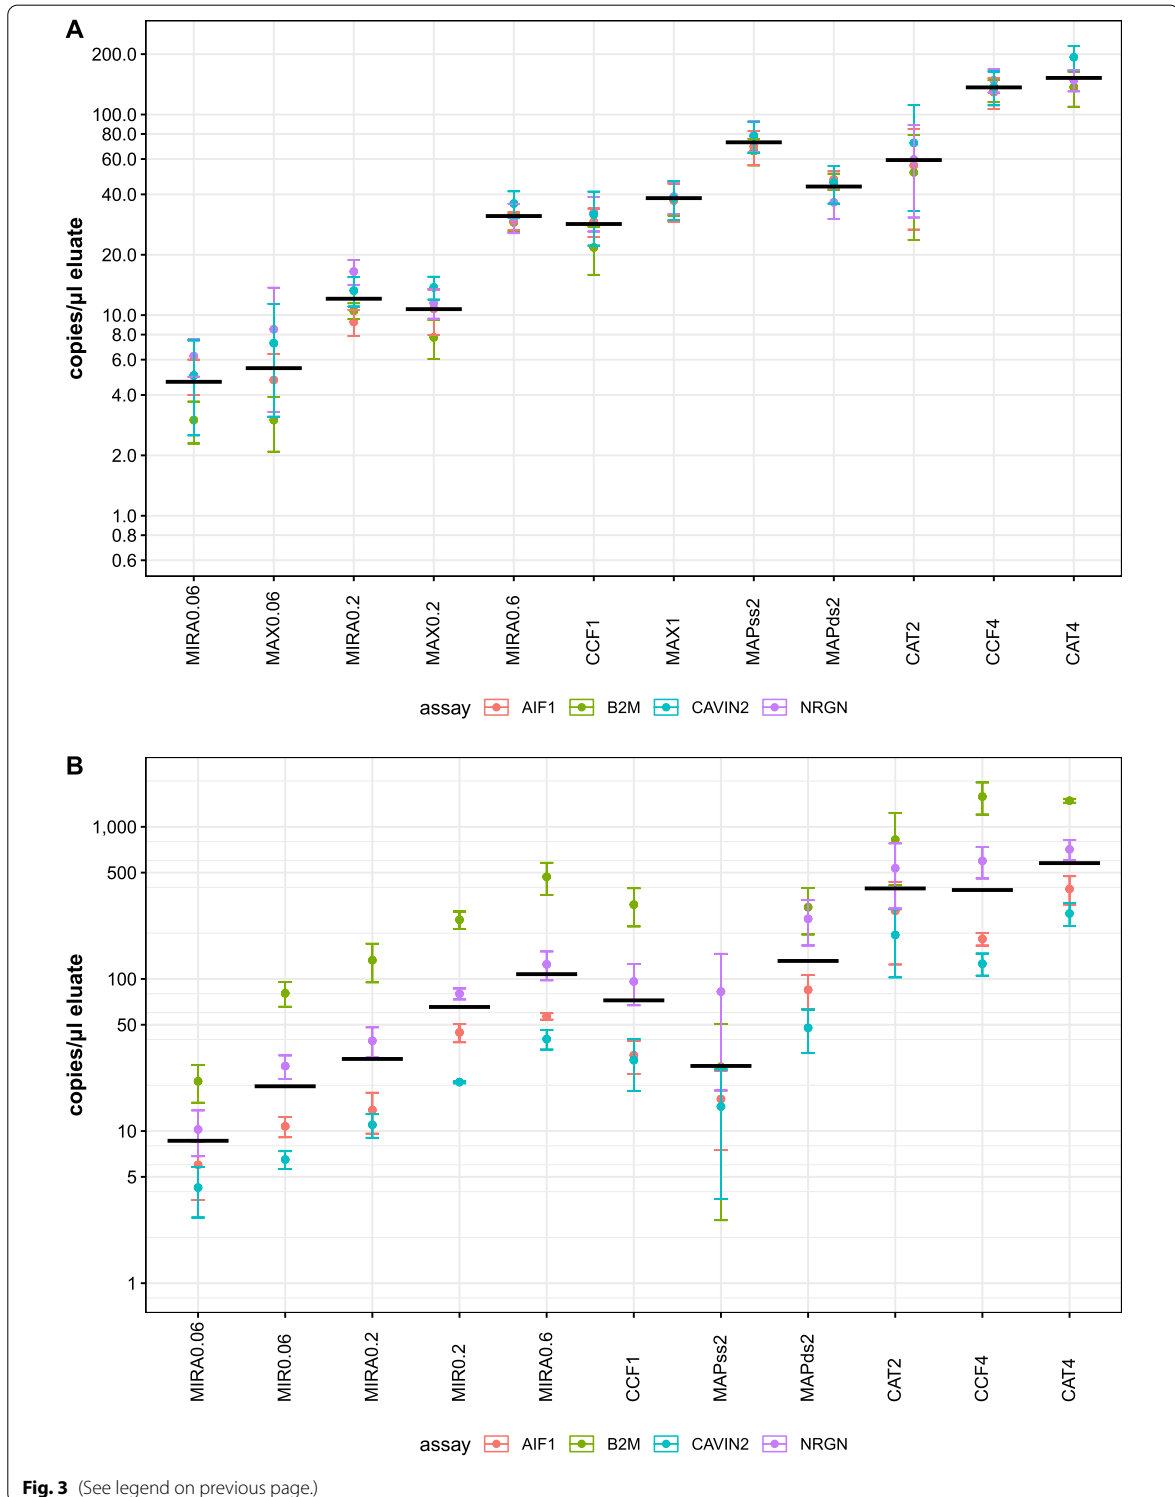 A
200.0
100.0
80.0
60.0
40.0
20.0
10.0
8.0
6.0
4.0
2.0
1.0
0.8
0.6
copies/µl eluate
MIRA0.06
MAX0.06
MIRA0.2
MAX0.2
MIRA0.6
CCF1
MAX1
MAPss2
MAPds2
CAT2
CCF4
CAT4
assay AIF1 B2M CAVIN2 NRGN
B
1,000
500
100
50
10
5
1
copies/µl eluate
MIRA0.06
MIR0.06
MIRA0.2
MIR0.2
MIRA0.6
CCF1
MAPss2
MAPds2
CAT2
CCF4
CAT4
assay AIF1 B2M CAVIN2 NRGN
Fig. 3 (See legend on previous page.)